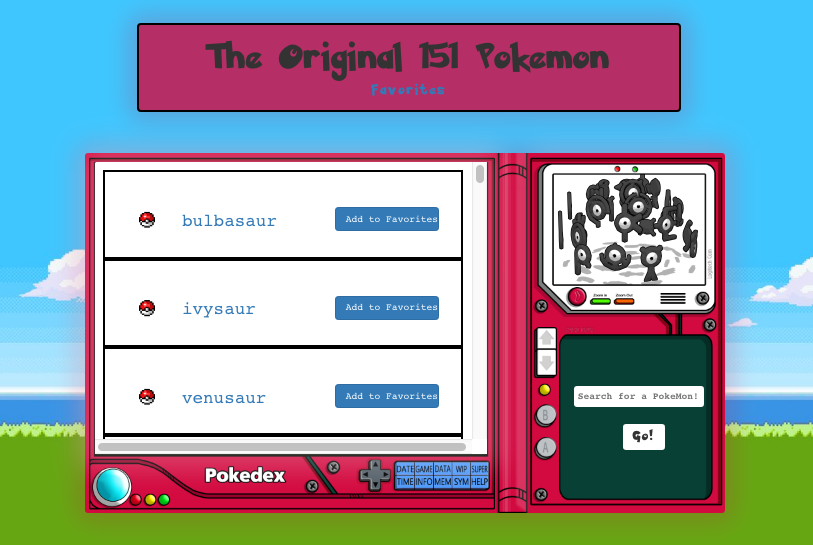 The Original 151 Pokemon
Favorites
bulbasaur
Add to Favorites
ivysaur
Add to Favorites
venusaur
Add to Favorites
Pokedex
DATE GAME DATA WIP SUPER
TIME INFO MEM SYM HELP
Zoom In Zoom Out
B
A
Search for a PokeMon!
Go!